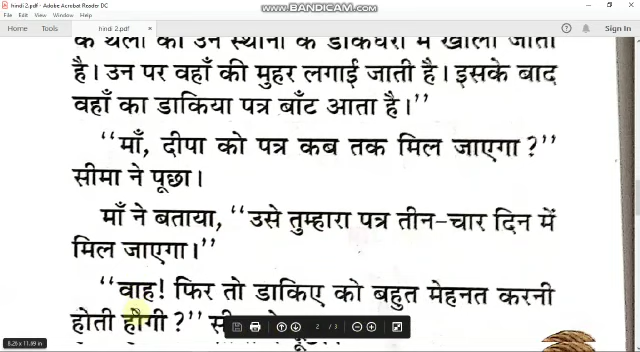 www.BANDICAM.com
hindi 2.pdf - Adobe Acrobat Reader DC
File Edit View Window Help
Home Tools hindi 2.pdf × Sign In
के थैलों को उन स्थानों के डाकघरों में खोला जाता
है। उन पर वहाँ की मुहर लगाई जाती है। इसके बाद
वहाँ का डाकिया पत्र बाँट आता है।”
“माँ, दीपा को पत्र कब तक मिल जाएगा?”
सीमा ने पूछा।
माँ ने बताया, “उसे तुम्हारा पत्र तीन-चार दिन में
मिल जाएगा।”
“वाह! फिर तो डाकिए को बहुत मेहनत करनी
होती होगी?”
2 / 3
8.26 x 11.69 in